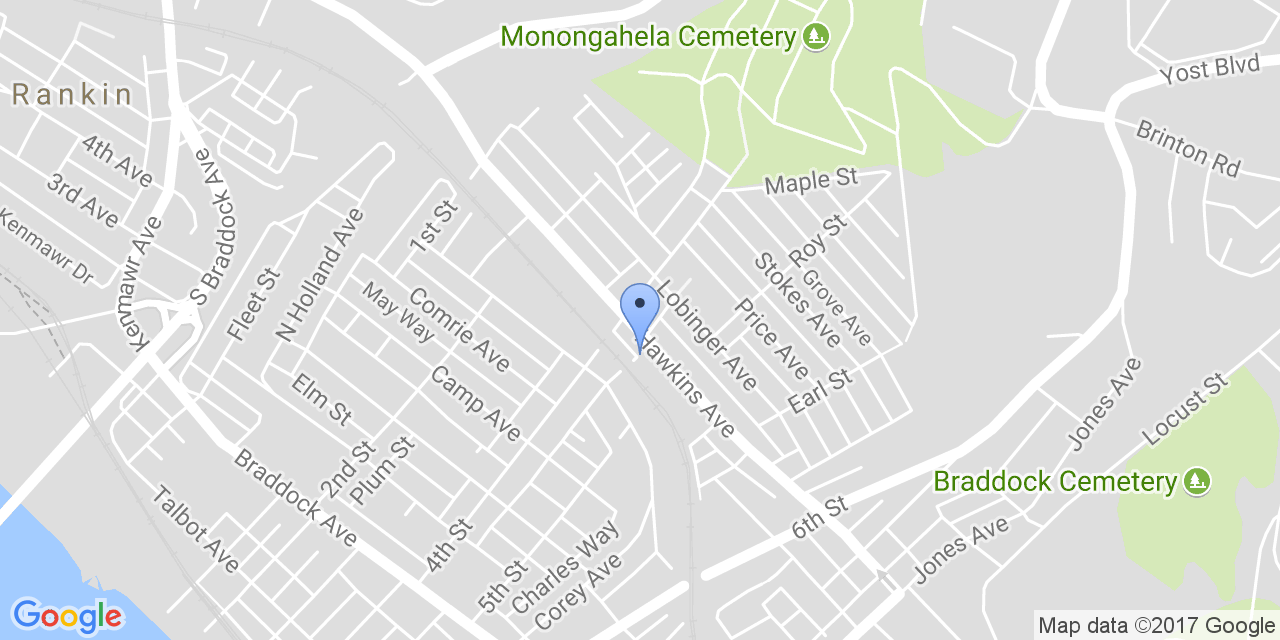 Monongahela Cemetery
Yost Blvd
Rankin
Brinton Rd
4th Ave
3rd Ave
Maple St
Kenmawr Dr
Kenmawr Ave
S Braddock Ave
1st St
Roy St
N Holland Ave
Fleet St
Stokes Ave
Grove Ave
May Way
Comrie Ave
Lobinger Ave
Price Ave
Hawkins Ave
Earl St
Elm St
Camp Ave
Jones Ave
Locust St
2nd St
Plum St
Braddock Ave
Talbot Ave
Braddock Cemetery
6th St
4th St
5th St
Charles Way
Corey Ave
Jones Ave
Google
Map data ©2017 Google